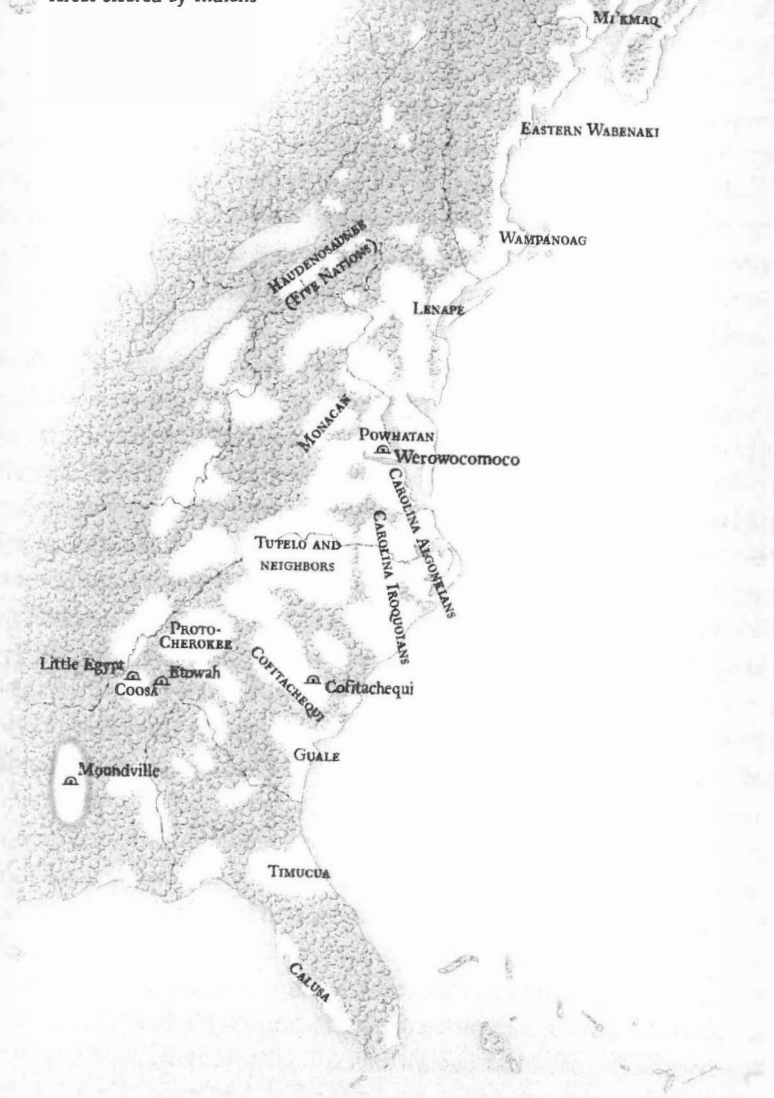 by Indians
MI'KMAQ
EASTERN WABENAKI
WAMPANOAG
HAUDENOSAUNEE
(FIVE NATIONS)
LENAPE
MONACAN
POWHATAN
Werowocomoco
CAROLINA ALGONKIANS
CAROLINA IROQUOIANS
TUTELO AND
NEIGHBORS
PROTO-
CHEROKEE
Little Egypt
COOSA
Etowah
COFITACHEQUI
Cofitachequi
GUALE
Moundville
TIMUCUA
CALUSA